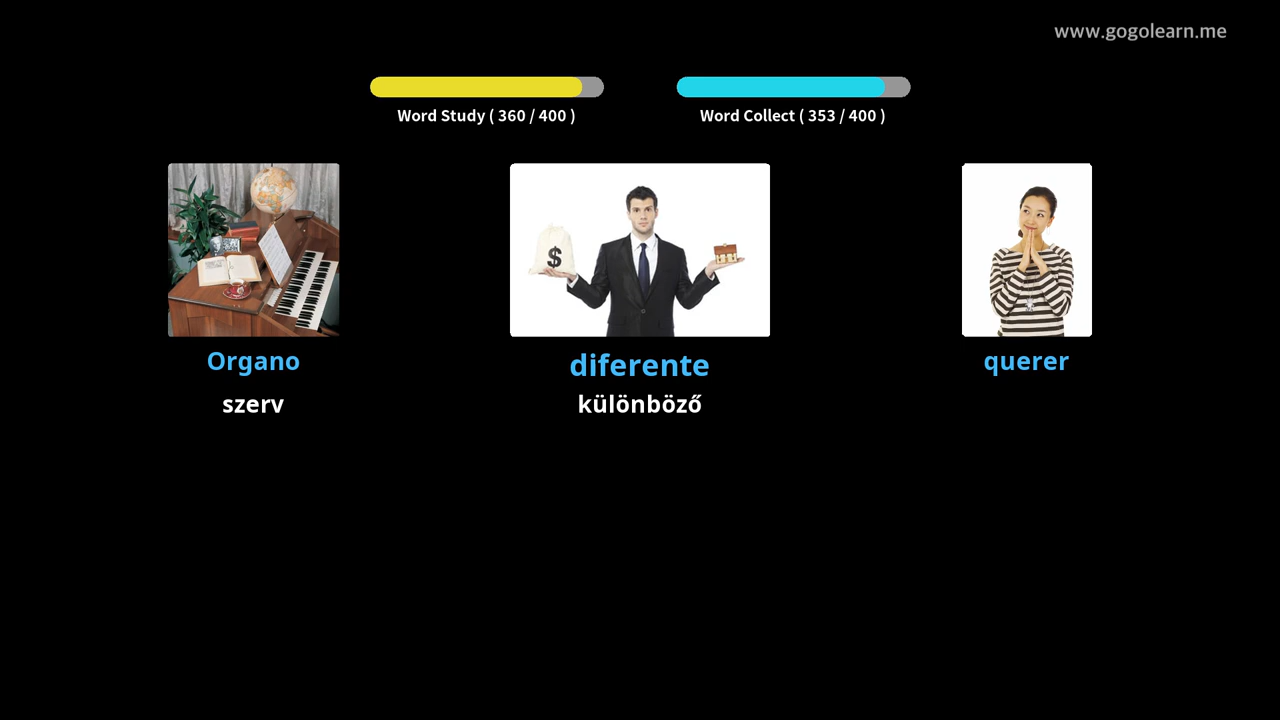 www.gogolearn.me
Word Study ( 360 / 400 )
Word Collect ( 353 / 400 )
$
Organo
diferente
querer
szerv
különböző